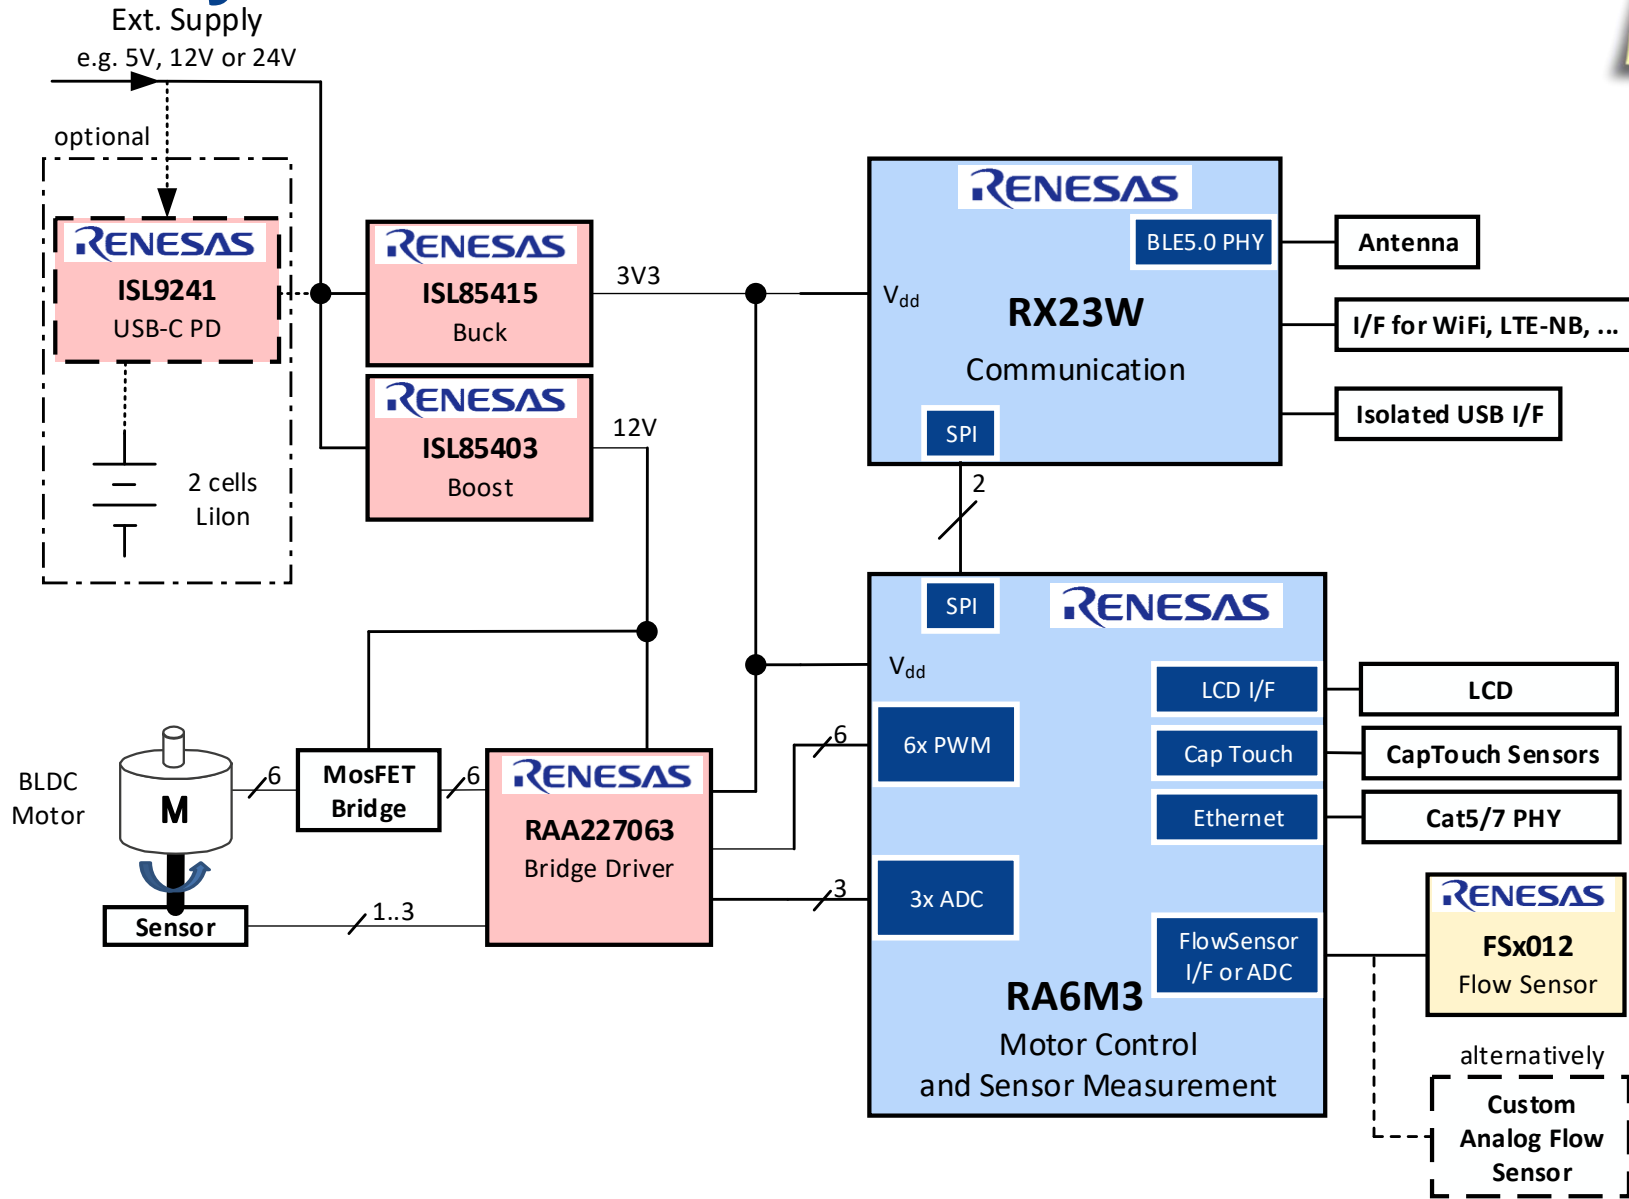 Ext. Supply
e.g. 5V, 12V or 24V
optional
RENESAS
ISL9241
USB-C PD
2 cells
LiIon
RENESAS
ISL85415
Buck
3V3
RENESAS
ISL85403
Boost
12V
RENESAS
BLE5.0 PHY
Vdd
RX23W
Communication
SPI
Antenna
I/F for WiFi, LTE-NB, ...
Isolated USB I/F
2
SPI
RENESAS
Vdd
LCD I/F
LCD
6x PWM
6
Cap Touch
CapTouch Sensors
Ethernet
Cat5/7 PHY
3x ADC
3
FlowSensor
I/F or ADC
RA6M3
Motor Control
and Sensor Measurement
RENESAS
FSx012
Flow Sensor
alternatively
Custom
Analog Flow
Sensor
BLDC
Motor
M
6
MosFET
Bridge
6
RENESAS
RAA227063
Bridge Driver
Sensor
1..3